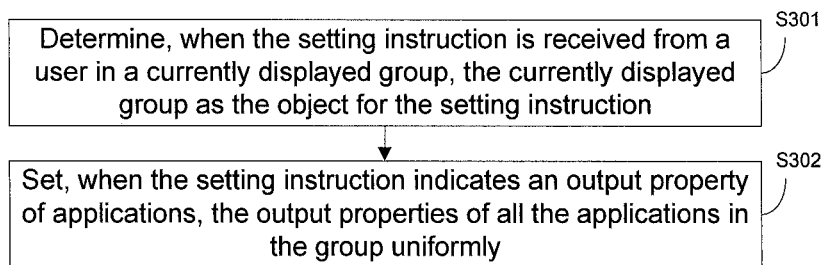 S301
Determine, when the setting instruction is received from a
user in a currently displayed group, the currently displayed
group as the object for the setting instruction
S302
Set, when the setting instruction indicates an output property
of applications, the output properties of all the applications in
the group uniformly